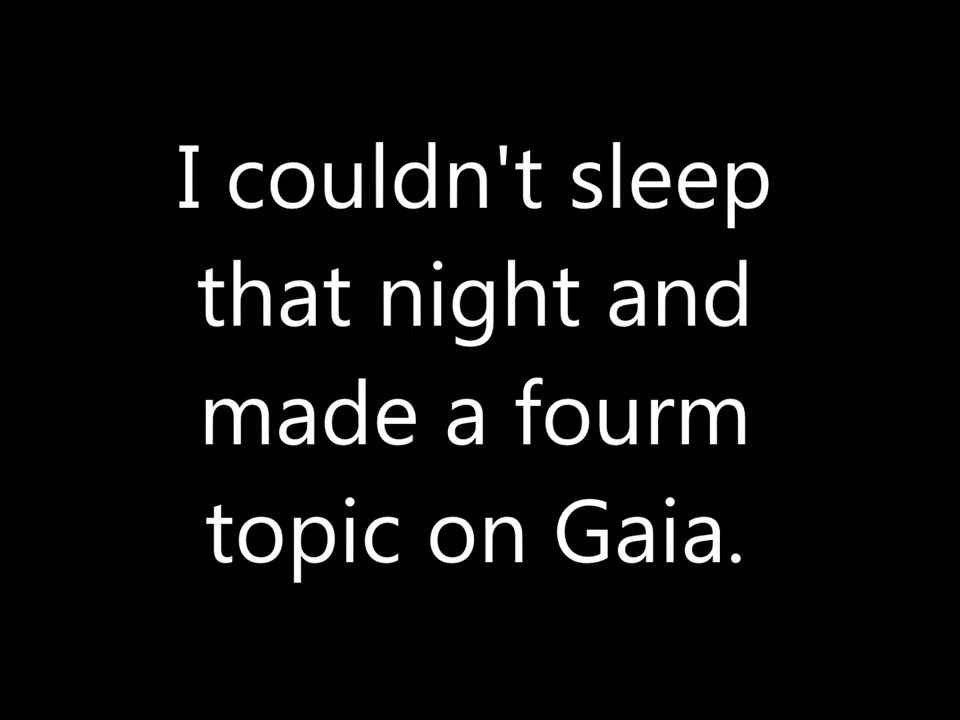 I couldn't sleep
that night and
made a fourm
topic on Gaia.